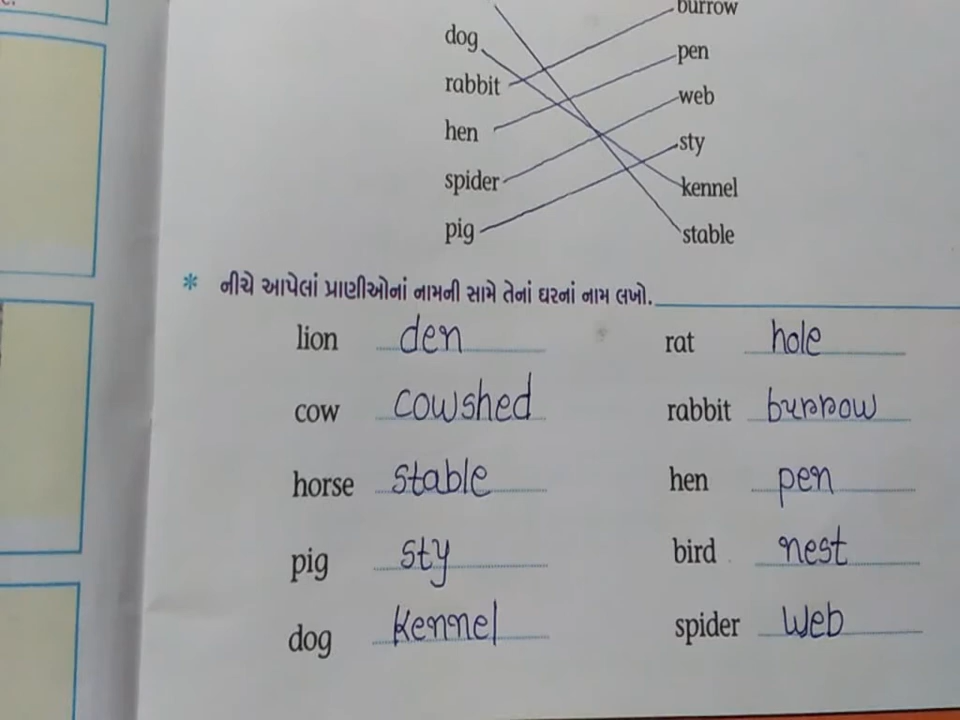 burrow
dog
pen
rabbit
web
hen
sty
spider
kennel
pig
stable
* નીચે આપેલાં પ્રાણીઓનાં નામની સામે તેનાં ઘરનાં નામ લખો.
lion den rat hole
cow cowshed rabbit burrow
horse stable hen pen
pig sty bird nest
dog kennel spider web